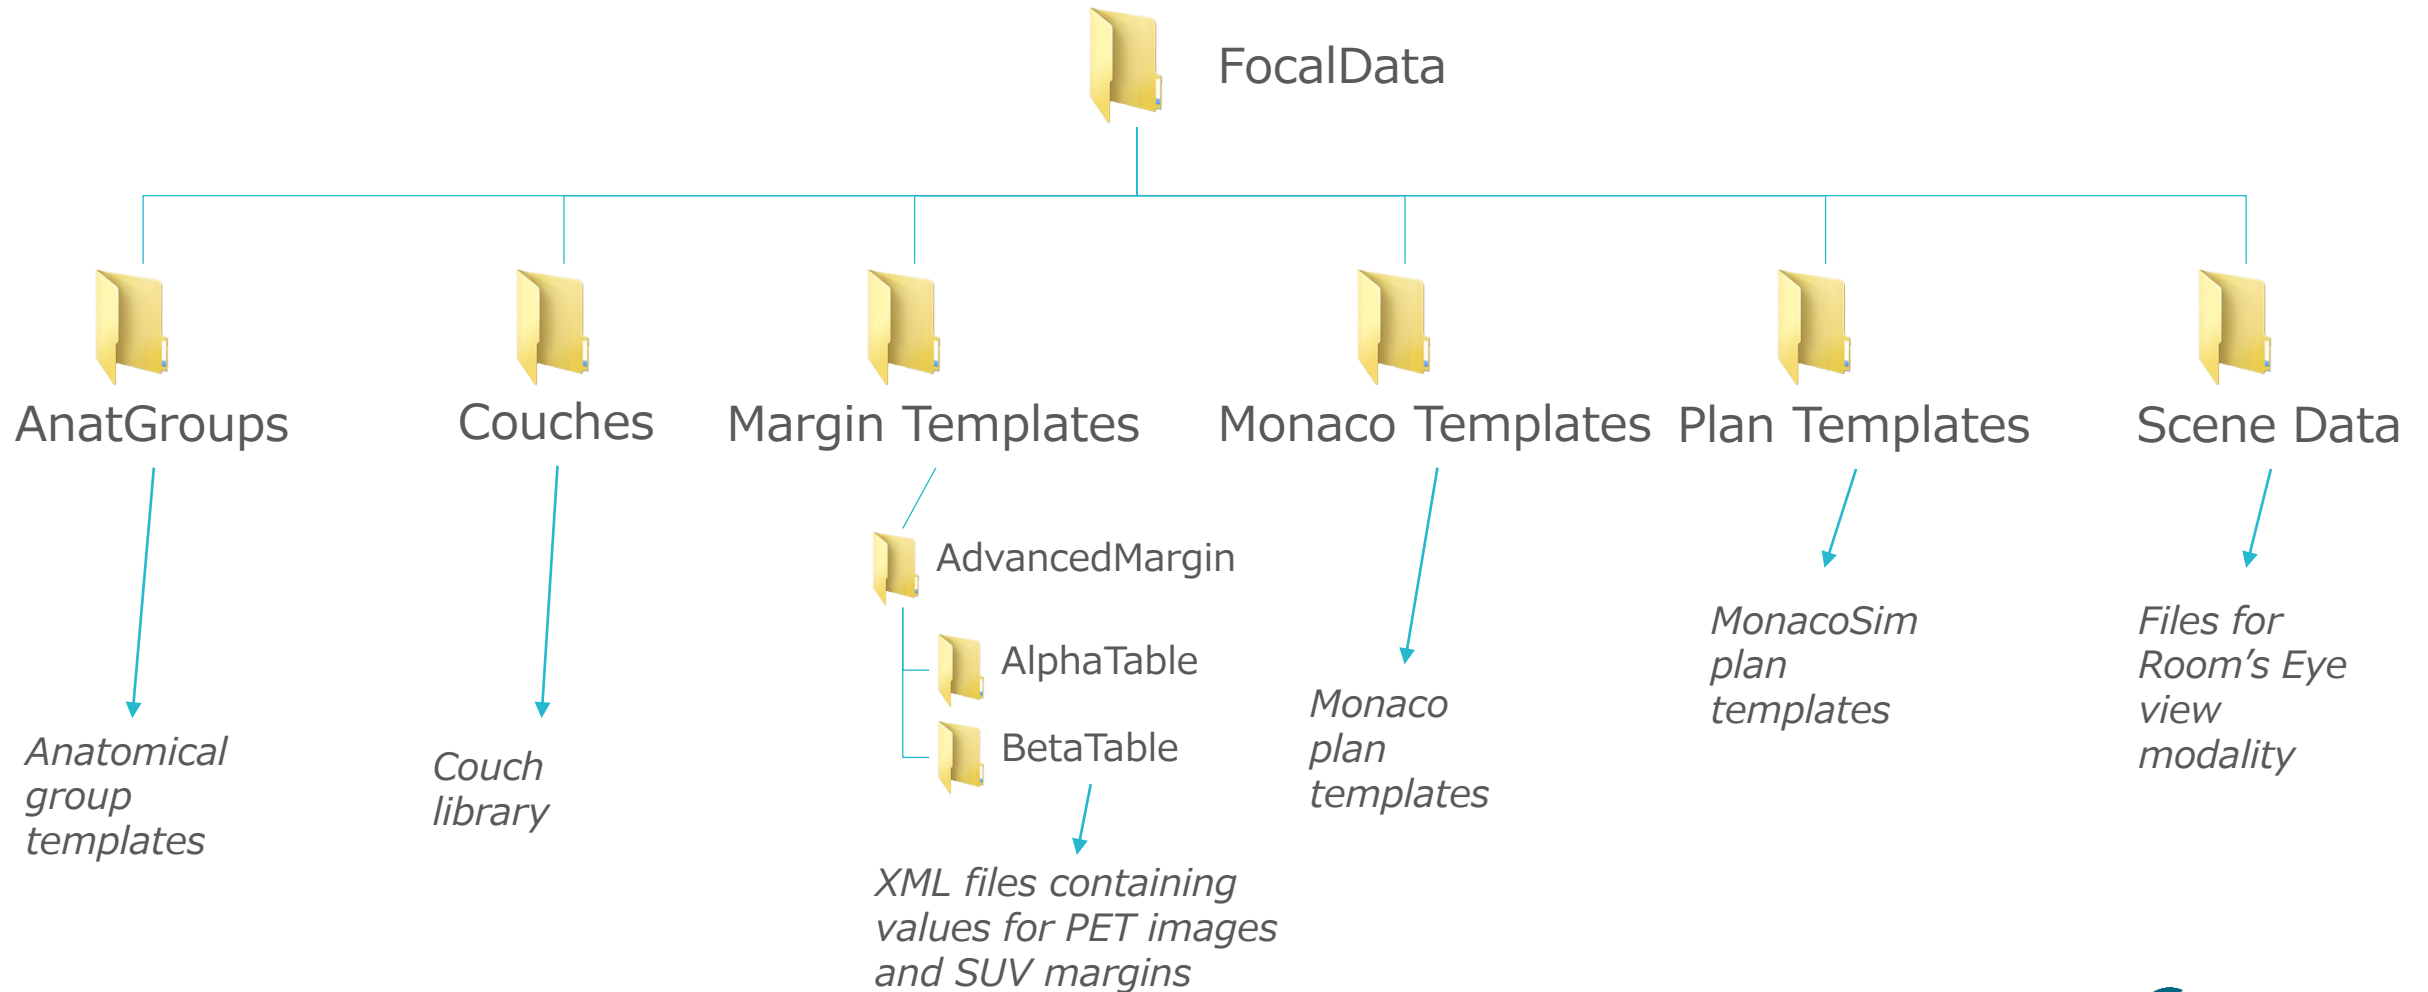 FocalData
AnatGroups
Couches
Margin Templates
Monaco Templates
Plan Templates
Scene Data
AdvancedMargin
AlphaTable
BetaTable
Anatomical
group
templates
Couch
library
XML files containing
values for PET images
and SUV margins
Monaco
plan
templates
MonacoSim
plan
templates
Files for
Room’s Eye
view
modality